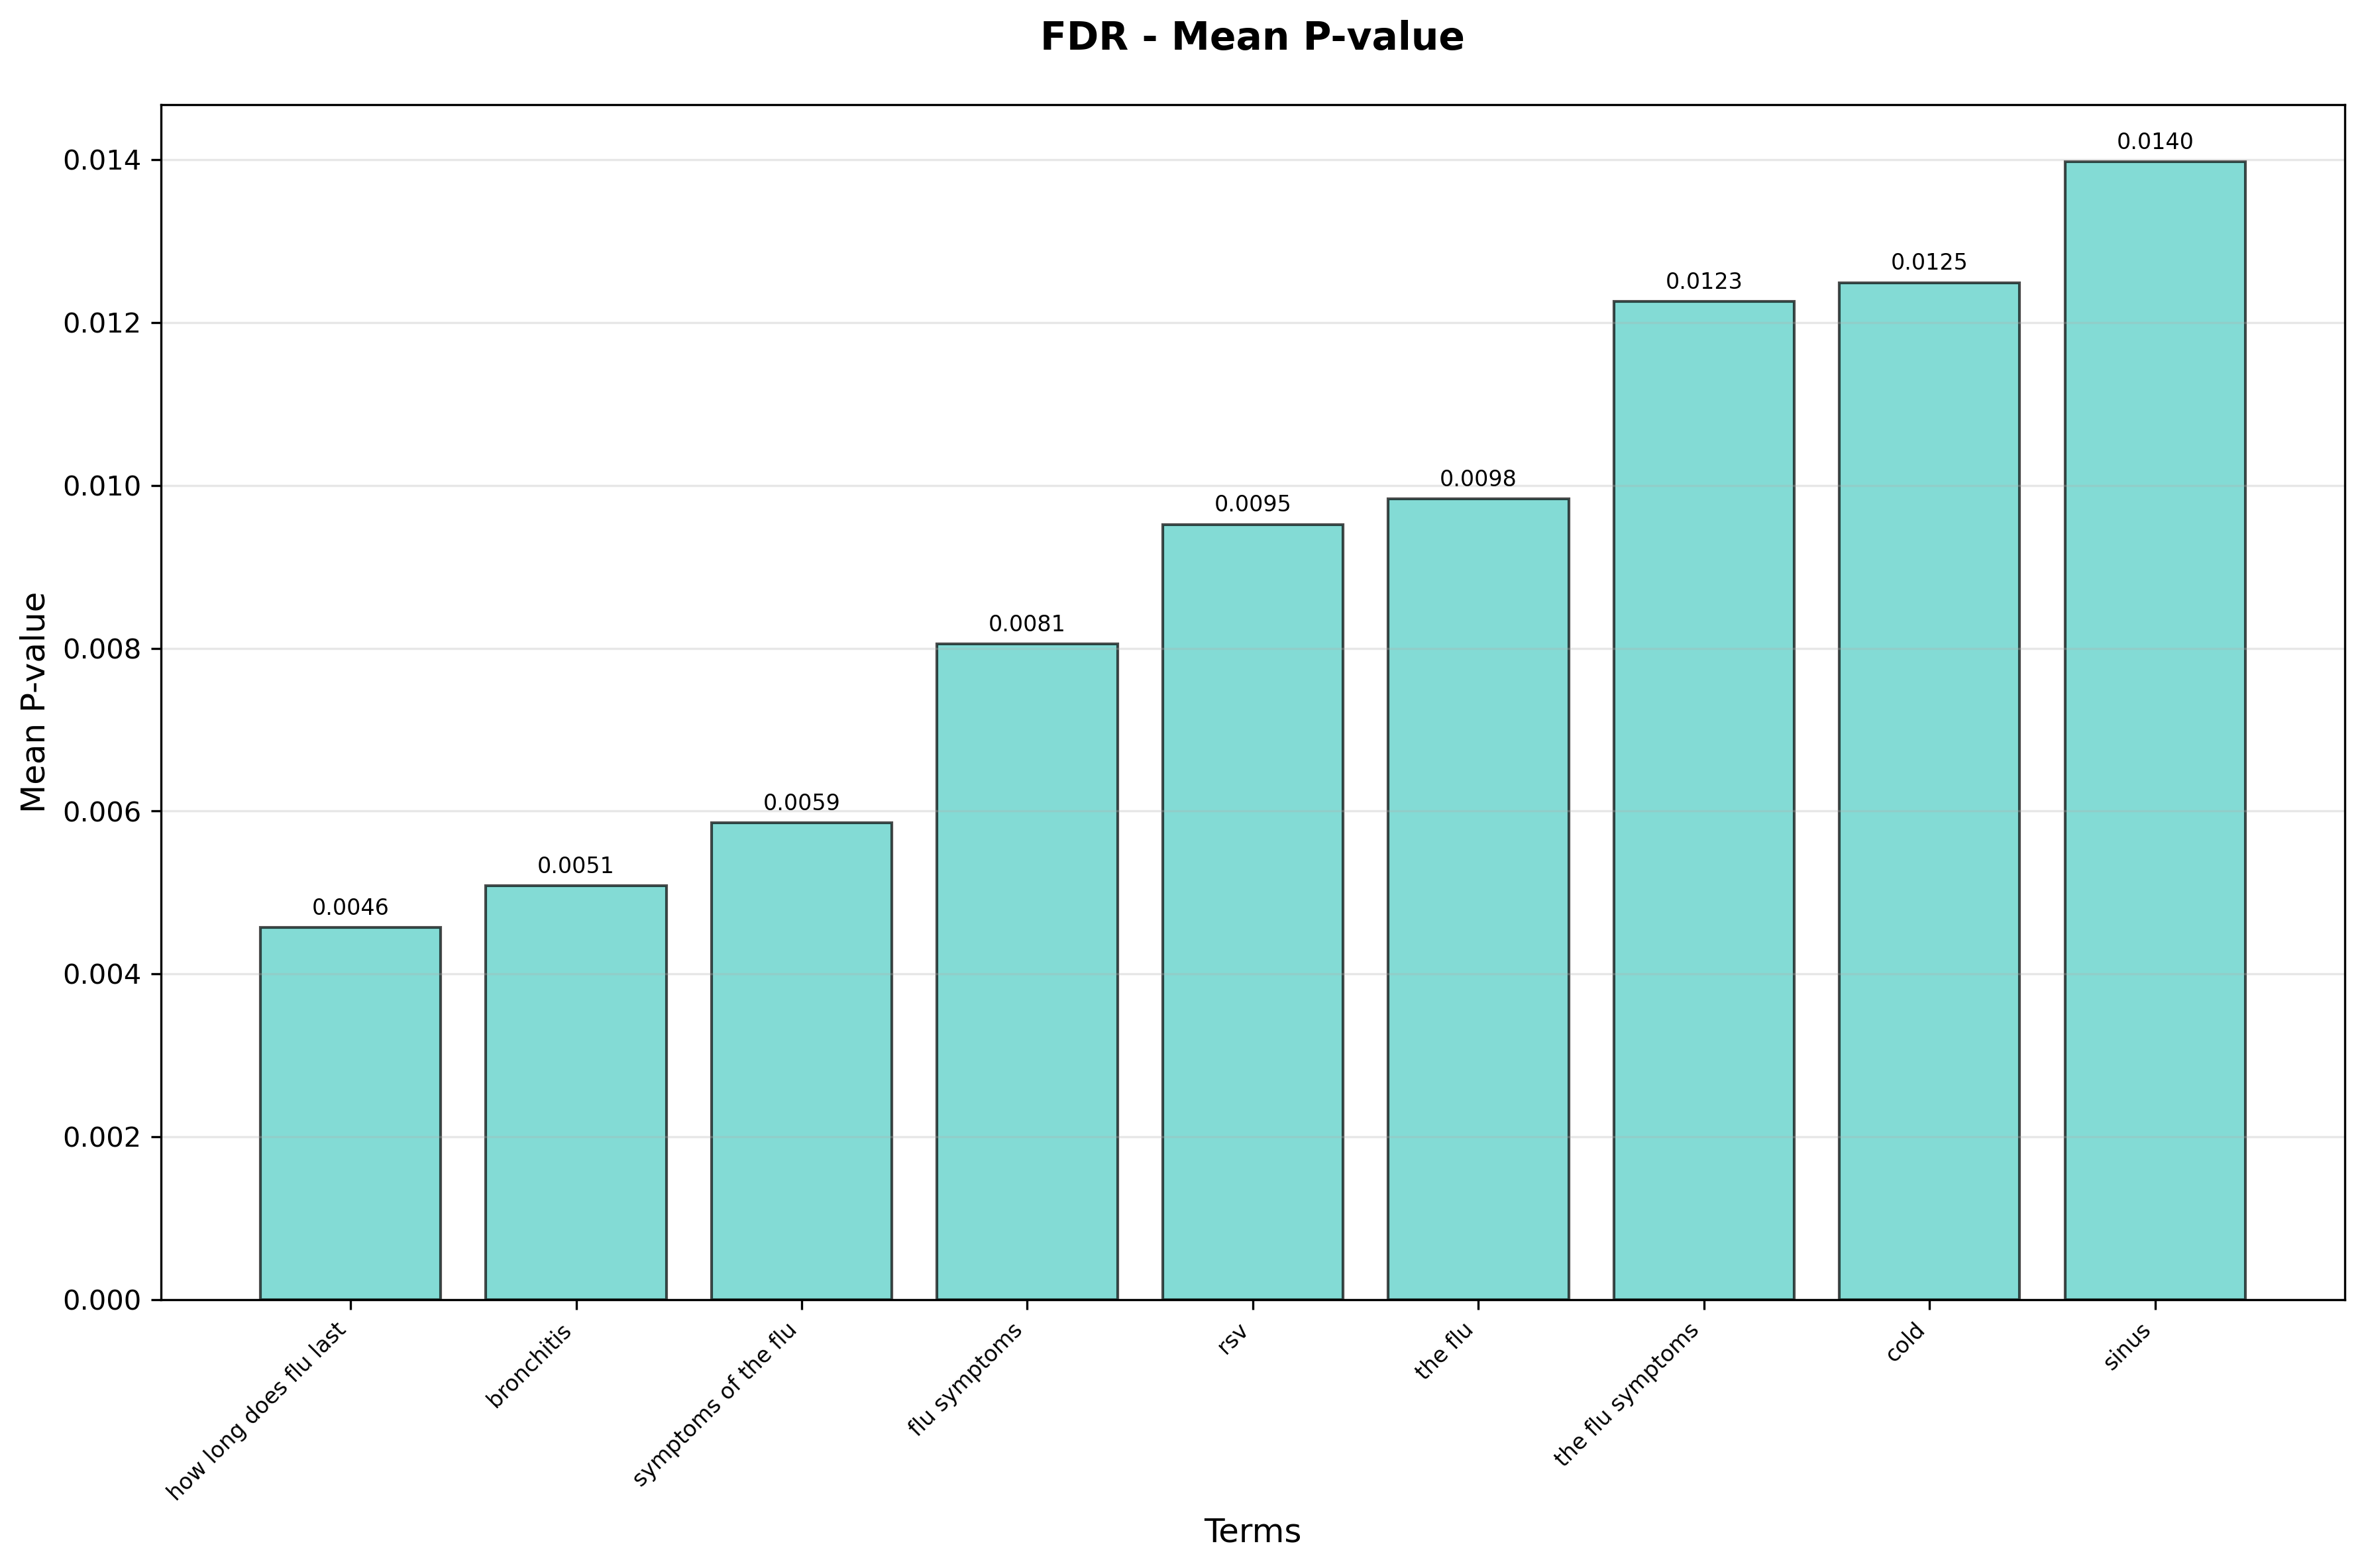 FDR - Mean P-value
Mean P-value
0.014
0.012
0.010
0.008
0.006
0.004
0.002
0.000
0.0046
0.0051
0.0059
0.0081
0.0095
0.0098
0.0123
0.0125
0.0140
how long does flu last
bronchitis
symptoms of the flu
flu symptoms
rsv
the flu
the flu symptoms
cold
sinus
Terms